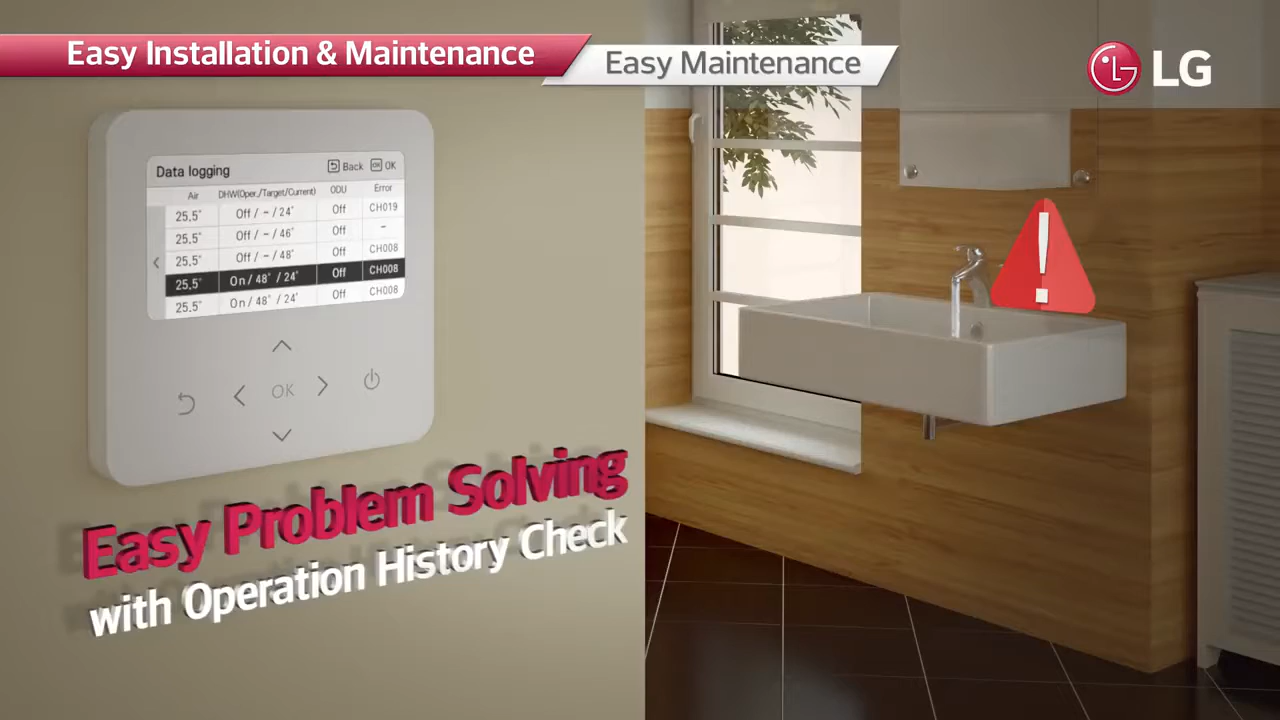 Easy Installation & Maintenance
Easy Maintenance
LG
Data logging
Back OK OK
Air DHW(Oper./Target/Current) ODU Error
25.5° Off / - / 24° Off CH019
25.5° Off / - / 46° Off -
25.5° Off / - / 48° Off CH008
25.5° On / 48° / 24° Off CH008
25.5° On / 48° / 24° Off CH008
OK
Easy Problem Solving
with Operation History Check